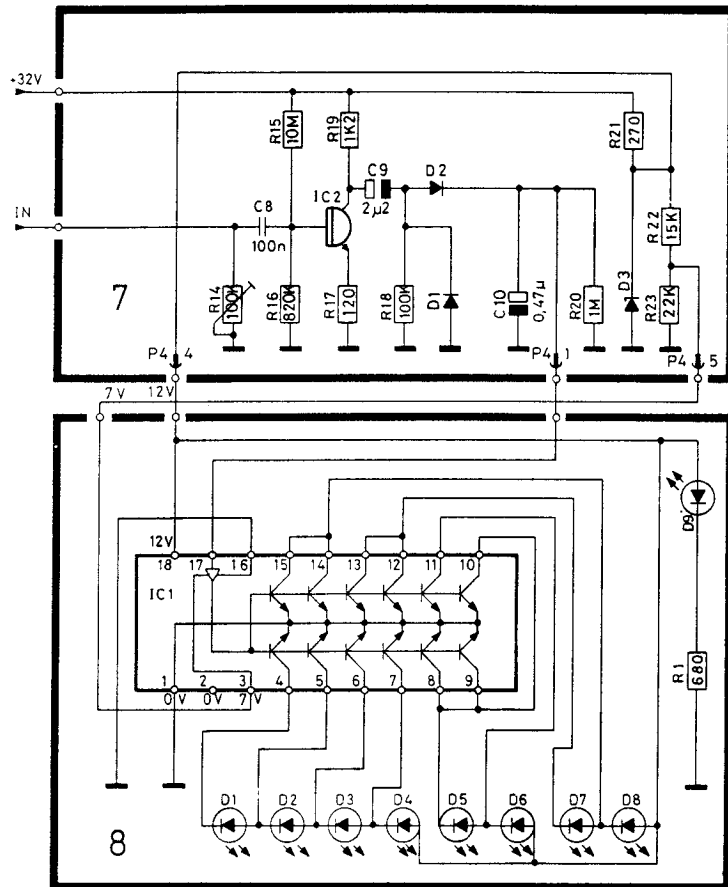 +32V
R15
10M
R19
1K2
R21
270
IC2
C9
2µ2
D2
IN
C8
100n
R22
15K
7
R14
100K
R16
820K
R17
120
R18
100K
D1
C10
0,47µ
R20
1M
D3
R23
22K
P4 4
P4 1
P4 5
7V 12V
D9
12V
18 17 16 15 14 13 12 11 10
IC1
1 2 3 4 5 6 7 8 9
0V 0V 7V
R1
680
D1 D2 D3 D4 D5 D6 D7 D8
8